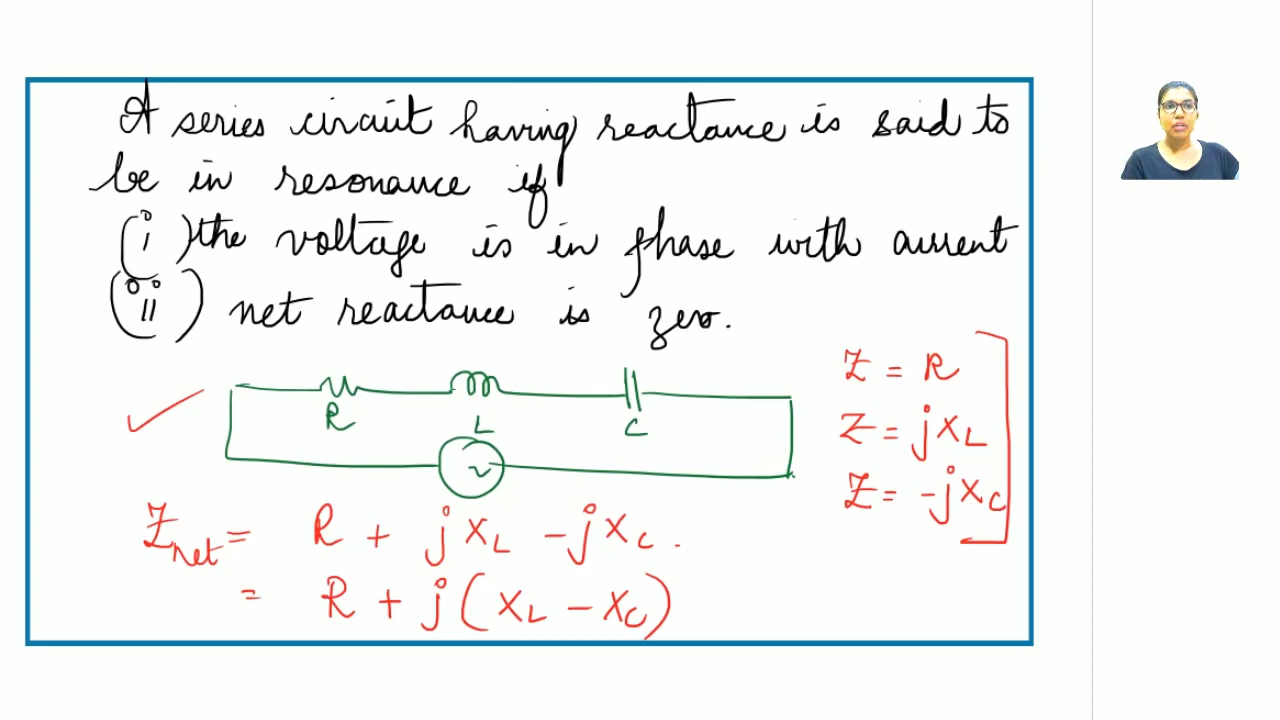 A series circuit having reactance is said to
be in resonance if
(i) the voltage is in phase with current
(ii) net reactance is zero.
R
L
C
Z = R
Z = jXL
Z = -jXC
Znet = R + jXL - jXC.
= R + j(XL - XC)